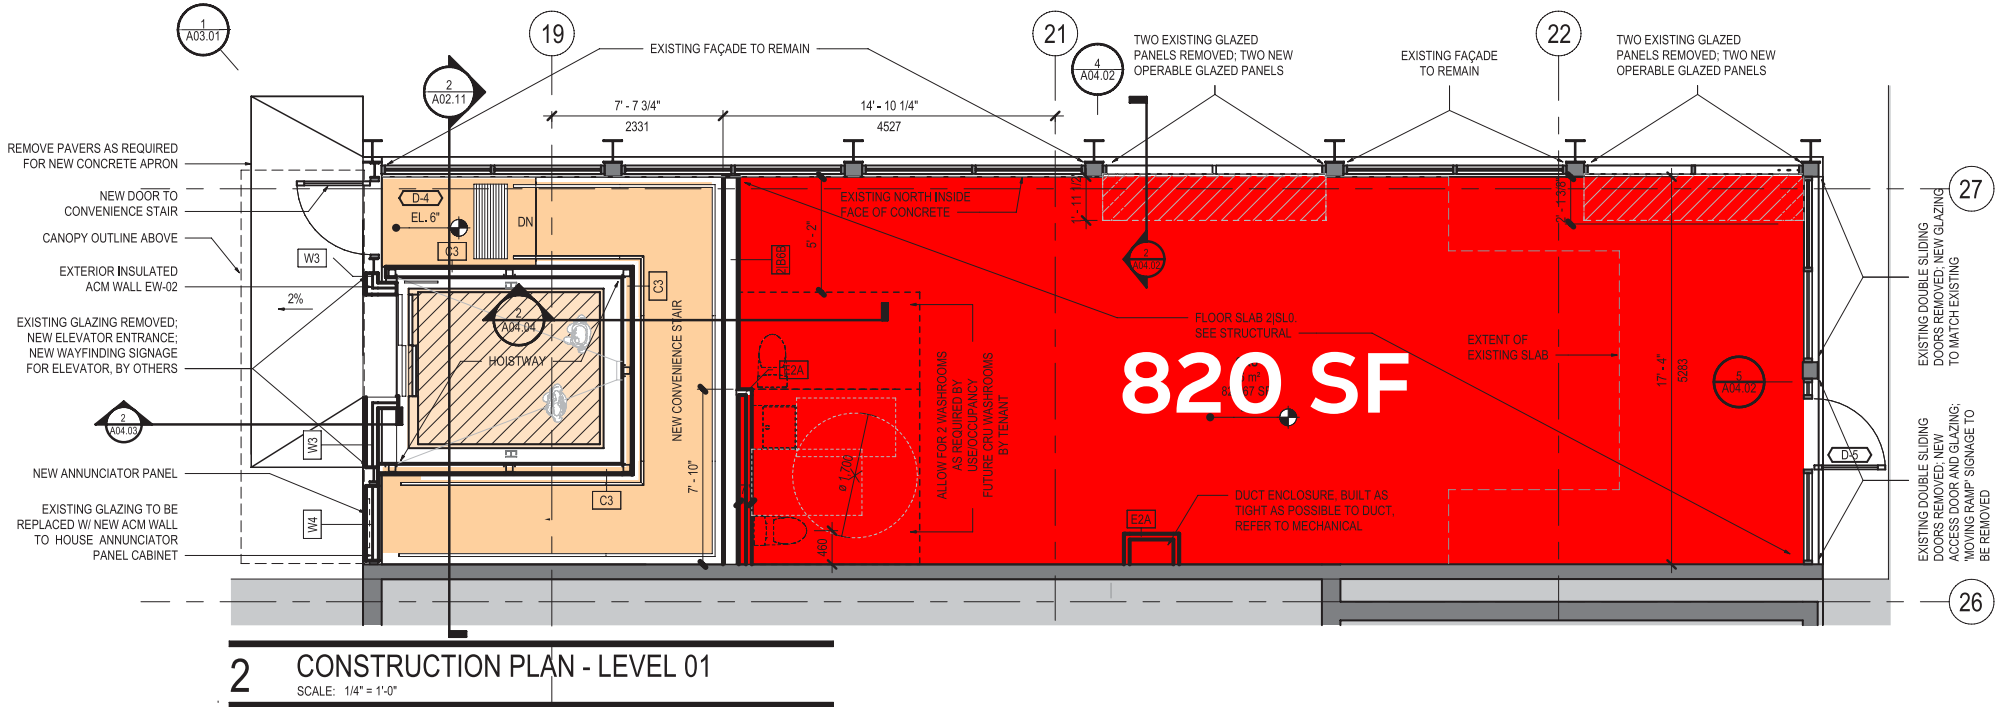 1
A03.01
2
A02.11
19
EXISTING FAÇADE TO REMAIN
21
4
A04.02
TWO EXISTING GLAZED
PANELS REMOVED; TWO NEW
OPERABLE GLAZED PANELS
EXISTING FAÇADE
TO REMAIN
22
TWO EXISTING GLAZED
PANELS REMOVED; TWO NEW
OPERABLE GLAZED PANELS
7' - 7 3/4"
2331
14' - 10 1/4"
4527
REMOVE PAVERS AS REQUIRED
FOR NEW CONCRETE APRON
NEW DOOR TO
CONVENIENCE STAIR
CANOPY OUTLINE ABOVE
EXTERIOR INSULATED
ACM WALL EW-02
EXISTING GLAZING REMOVED;
NEW ELEVATOR ENTRANCE;
NEW WAYFINDING SIGNAGE
FOR ELEVATOR, BY OTHERS
2
A04.03
NEW ANNUNCIATOR PANEL
EXISTING GLAZING TO BE
REPLACED W/ NEW ACM WALL
TO HOUSE ANNUNCIATOR
PANEL CABINET
2%
W3
W3
W4
D-4
EL. 6"
DN
C3
C3
C3
2
A04.04
HOISTWAY
NEW CONVENIENCE STAIR
7' - 10"
EXISTING NORTH INSIDE
FACE OF CONCRETE
5' - 2"
E2A
ø 1,700
460
ALLOW FOR 2 WASHROOMS
AS REQUIRED BY
USE/OCCUPANCY
FUTURE CRU WASHROOMS
BY TENANT
2
A04.02
FLOOR SLAB 2|SL0
SEE STRUCTURAL
820 SF
EXTENT OF
EXISTING SLAB
17' - 4"
5283
5
A04.02
E2A
DUCT ENCLOSURE, BUILT AS
TIGHT AS POSSIBLE TO DUCT,
REFER TO MECHANICAL
D-5
27
EXISTING DOUBLE SLIDING
DOORS REMOVED; NEW GLAZING
TO MATCH EXISTING
EXISTING DOUBLE SLIDING
DOORS REMOVED; NEW
ACCESS DOOR AND GLAZING;
'MOVING RAMP' SIGNAGE TO
BE REMOVED
26
2
CONSTRUCTION PLAN - LEVEL 01
SCALE: 1/4" = 1'-0"